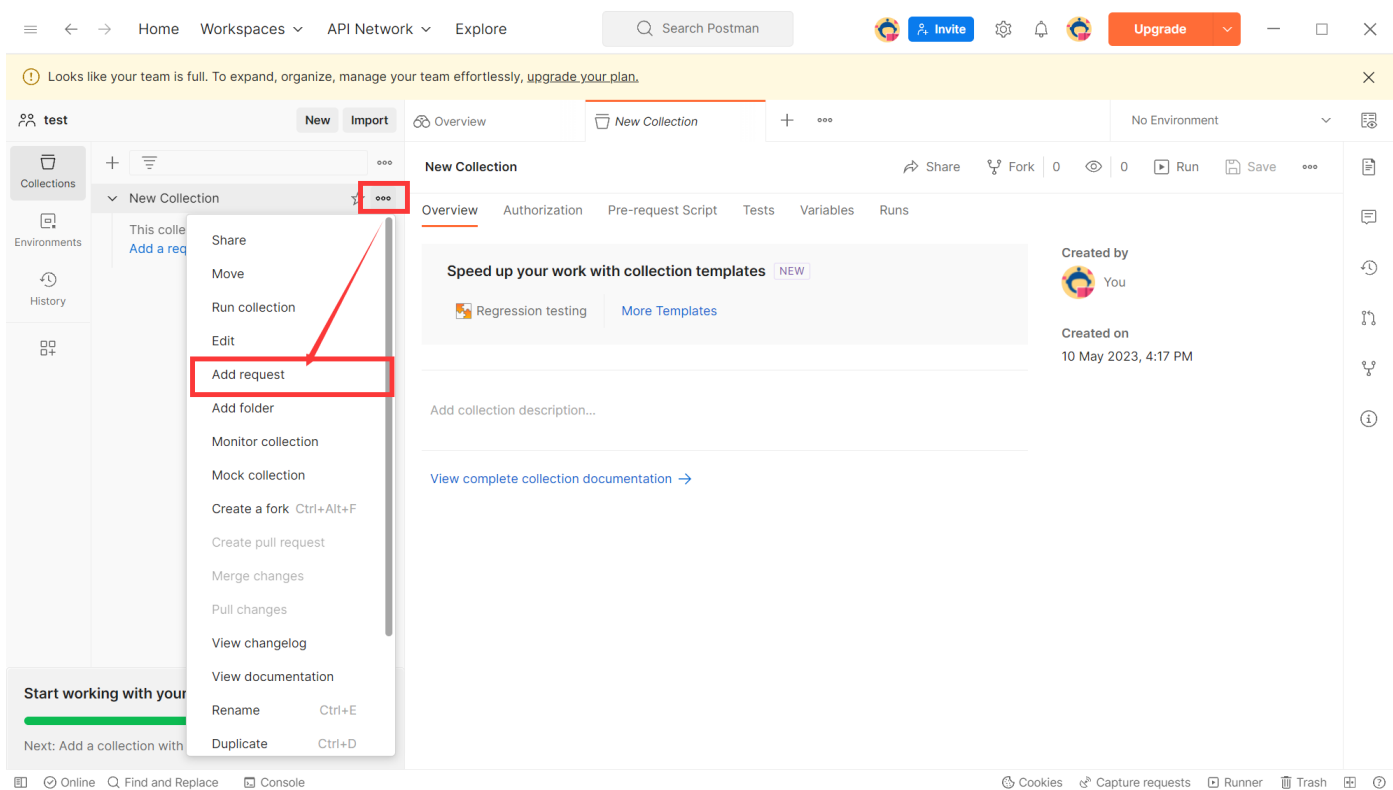 Home Workspaces API Network Explore Search Postman Invite Upgrade
Looks like your team is full. To expand, organize, manage your team effortlessly, upgrade your plan.
test New Import Overview New Collection No Environment
Collections
New Collection Share Fork 0 0 Run Save
New Collection
Overview Authorization Pre-request Script Tests Variables Runs
This colle
Add a req
Environments
History
Share
Move
Run collection
Edit
Add request
Add folder
Monitor collection
Mock collection
Create a fork Ctrl+Alt+F
Create pull request
Merge changes
Pull changes
View changelog
View documentation
Rename Ctrl+E
Duplicate Ctrl+D
Speed up your work with collection templates NEW
Regression testing More Templates
Add collection description...
View complete collection documentation
Created by
You
Created on
10 May 2023, 4:17 PM
Start working with your
Next: Add a collection with
Online Find and Replace Console Cookies Capture requests Runner Trash